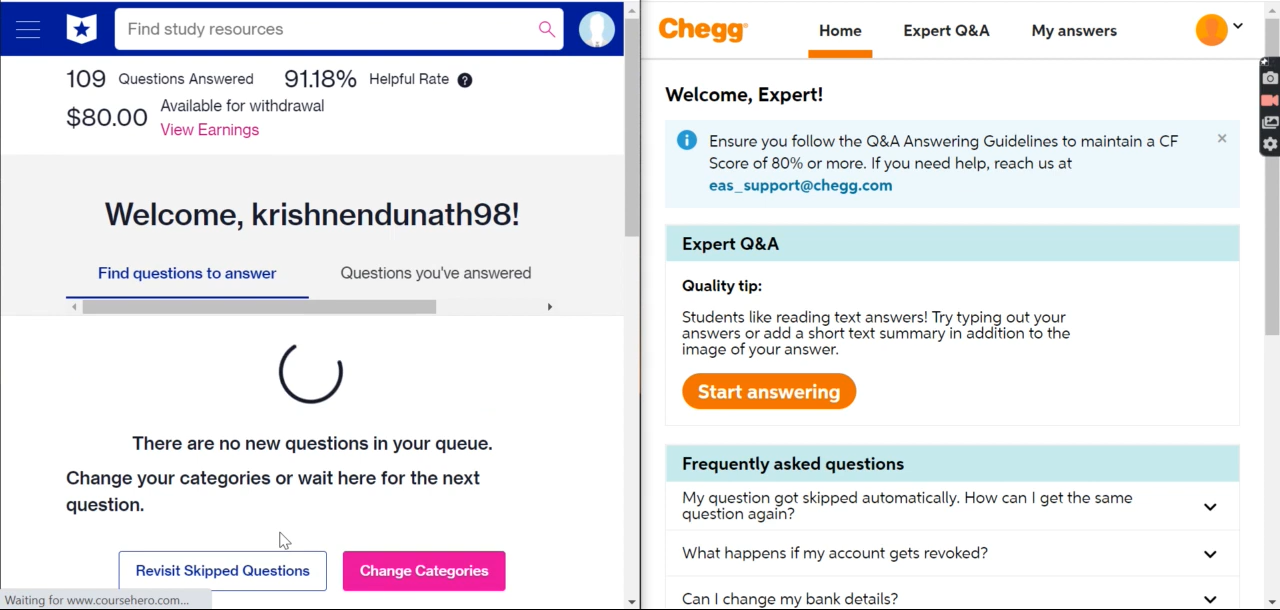 Find study resources
109 Questions Answered 91.18% Helpful Rate ?
$80.00 Available for withdrawal
View Earnings
Welcome, krishnendunath98!
Find questions to answer Questions you've answered
There are no new questions in your queue.
Change your categories or wait here for the next
question.
Revisit Skipped Questions Change Categories
Waiting for www.coursehero.com...
Chegg
Home Expert Q&A My answers
Welcome, Expert!
Ensure you follow the Q&A Answering Guidelines to maintain a CF
Score of 80% or more. If you need help, reach us at
eas_support@chegg.com
Expert Q&A
Quality tip:
Students like reading text answers! Try typing out your
answers or add a short text summary in addition to the
image of your answer.
Start answering
Frequently asked questions
My question got skipped automatically. How can I get the same
question again?
What happens if my account gets revoked?
Can I change my bank details?